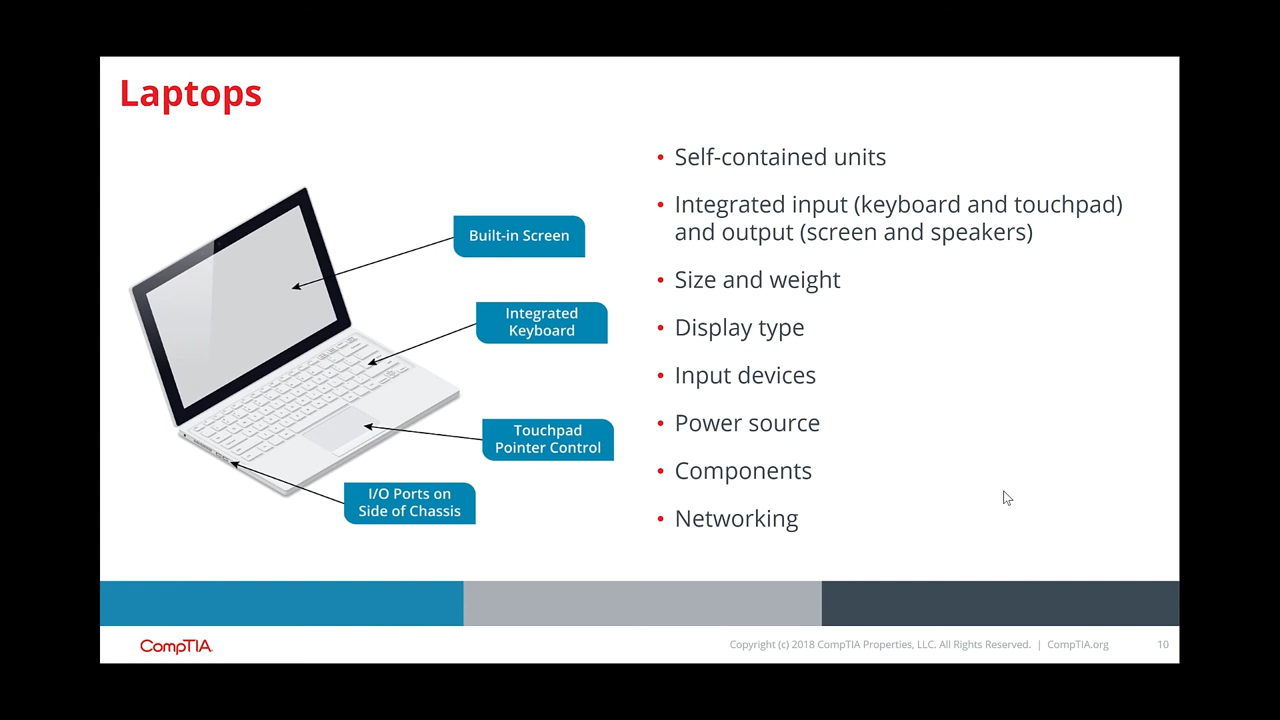 Laptops
Built-in Screen
Integrated
Keyboard
Touchpad
Pointer Control
I/O Ports on
Side of Chassis
• Self-contained units
• Integrated input (keyboard and touchpad)
and output (screen and speakers)
• Size and weight
• Display type
• Input devices
• Power source
• Components
• Networking
CompTIA.
Copyright (c) 2018 CompTIA Properties, LLC. All Rights Reserved. | CompTIA.org
10